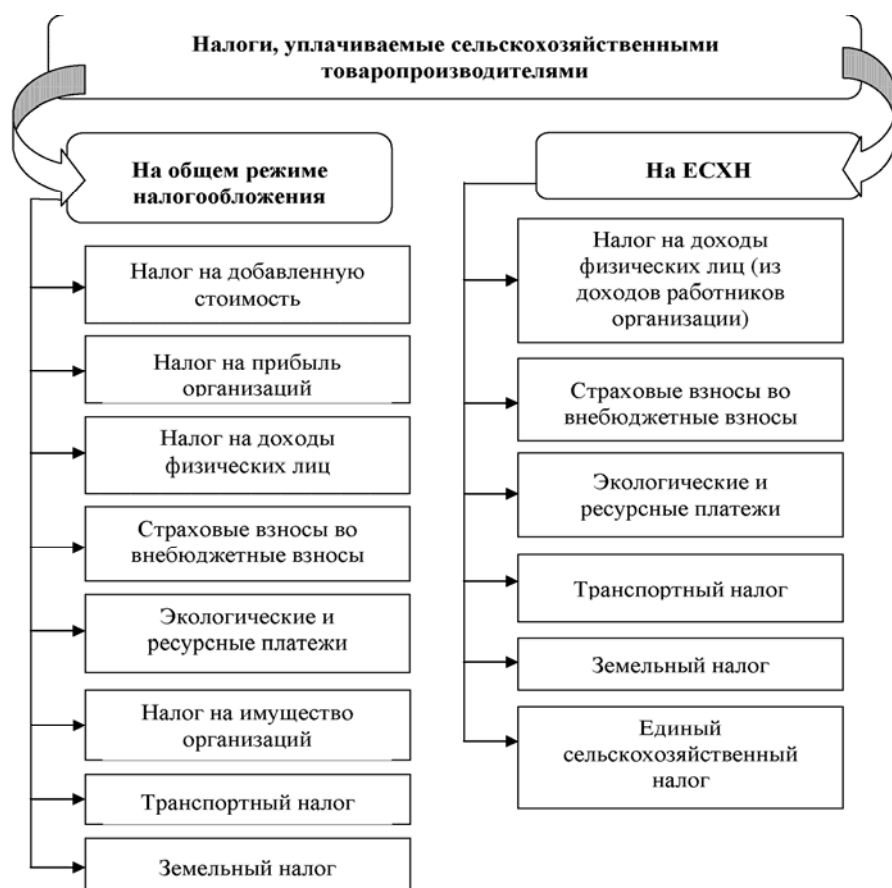 Налоги, уплачиваемые сельскохозяйственными
товаропроизводителями
На общем режиме
налогообложения
Налог на добавленную
стоимость
Налог на прибыль
организаций
Налог на доходы
физических лиц
Страховые взносы во
внебюджетные взносы
Экологические и
ресурсные платежи
Налог на имущество
организаций
Транспортный налог
Земельный налог
На ЕСХН
Налог на доходы
физических лиц (из
доходов работников
организации)
Страховые взносы во
внебюджетные взносы
Экологические и
ресурсные платежи
Транспортный налог
Земельный налог
Единый
сельскохозяйственный
налог